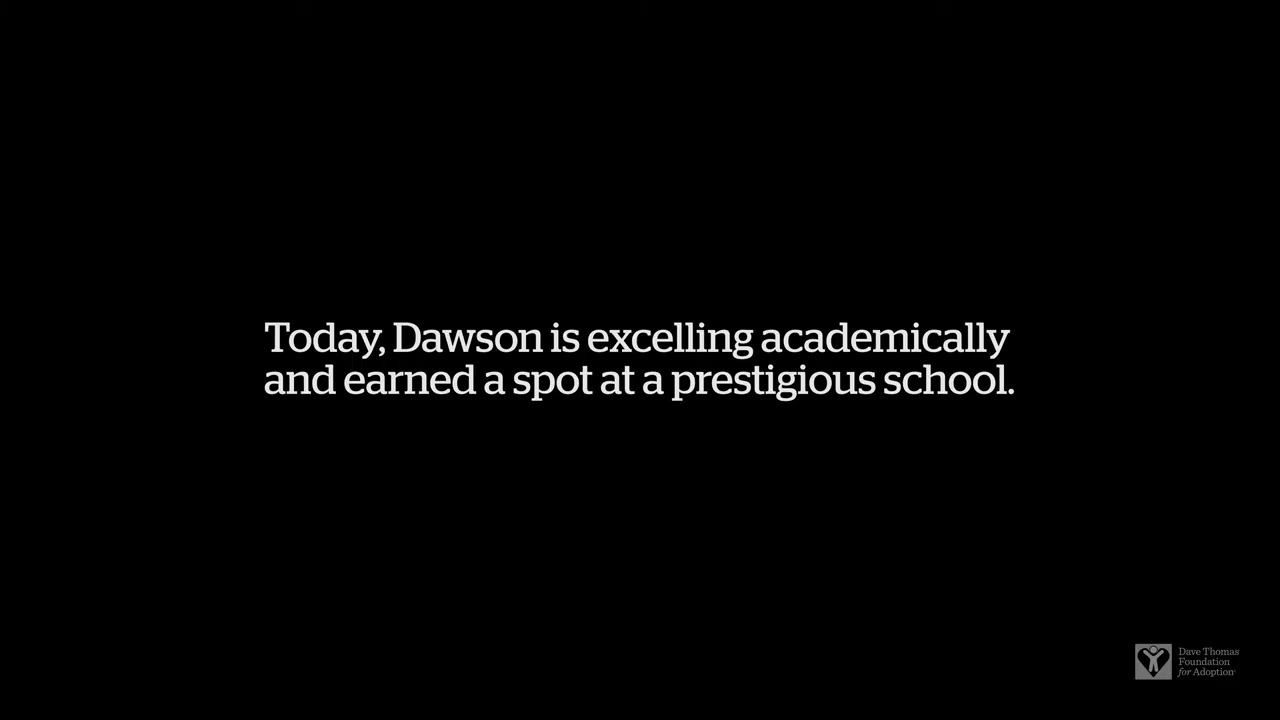 Today, Dawson is excelling academically
and earned a spot at a prestigious school.
Dave Thomas
Foundation
for Adoption